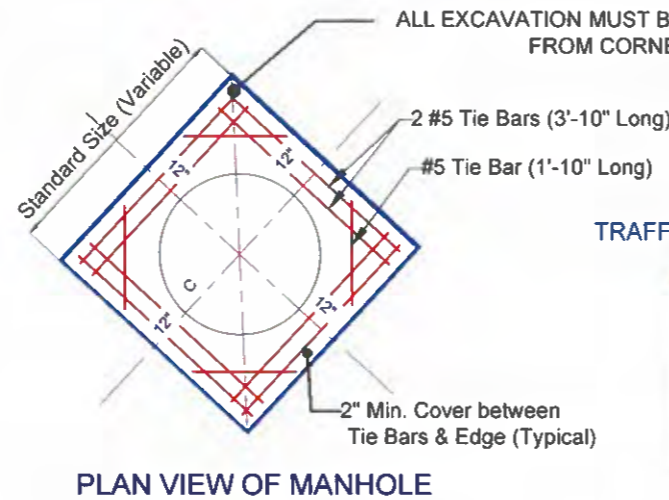 ALL EXCAVATION MUST B
FROM CORNE
Standard Size (Variable)
2 #5 Tie Bars (3'-10" Long)
12"
12"
#5 Tie Bar (1'-10" Long)
TRAFF
C
12"
12"
2" Min. Cover between
Tie Bars & Edge (Typical)
PLAN VIEW OF MANHOLE